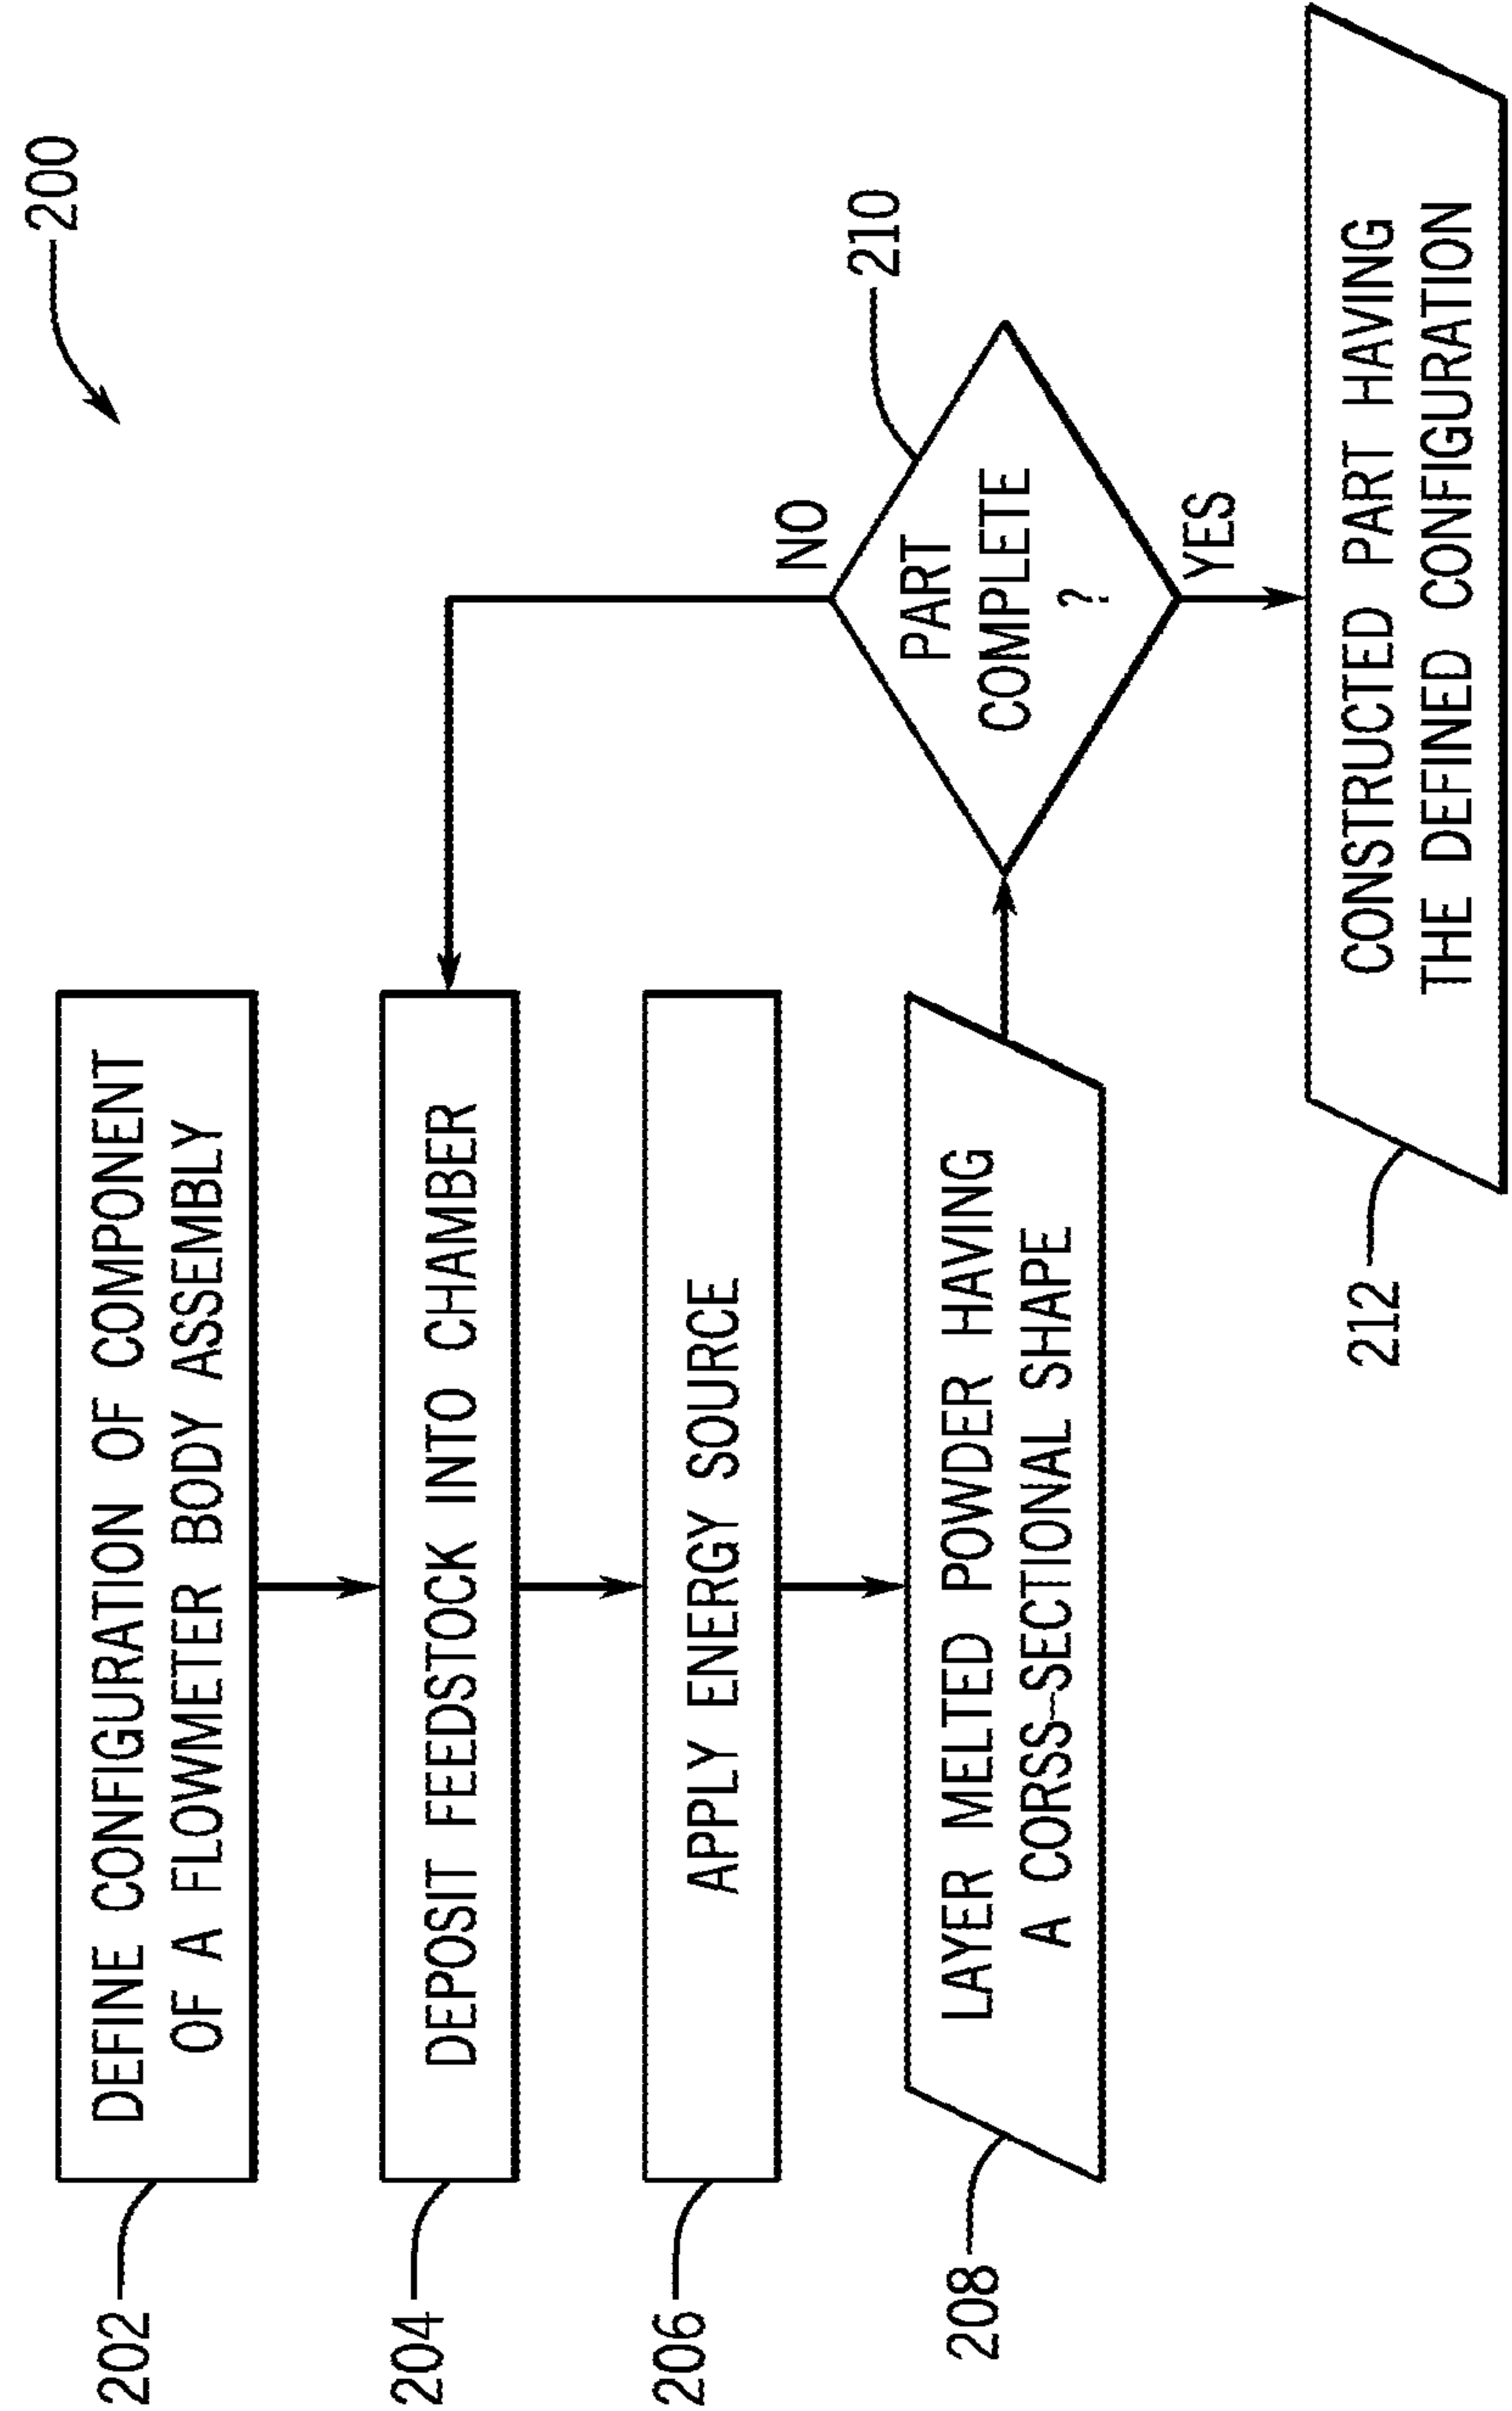 200
202
DEFINE CONFIGURATION OF COMPONENT
OF A FLOWMETER BODY ASSEMBLY
204
DEPOSIT FEEDSTOCK INTO CHAMBER
206
APPLY ENERGY SOURCE
208
LAYER MELTED POWDER HAVING
A CORSS-SECTIONAL SHAPE
NO
210
PART
COMPLETE
?
YES
212
CONSTRUCTED PART HAVING
THE DEFINED CONFIGURATION